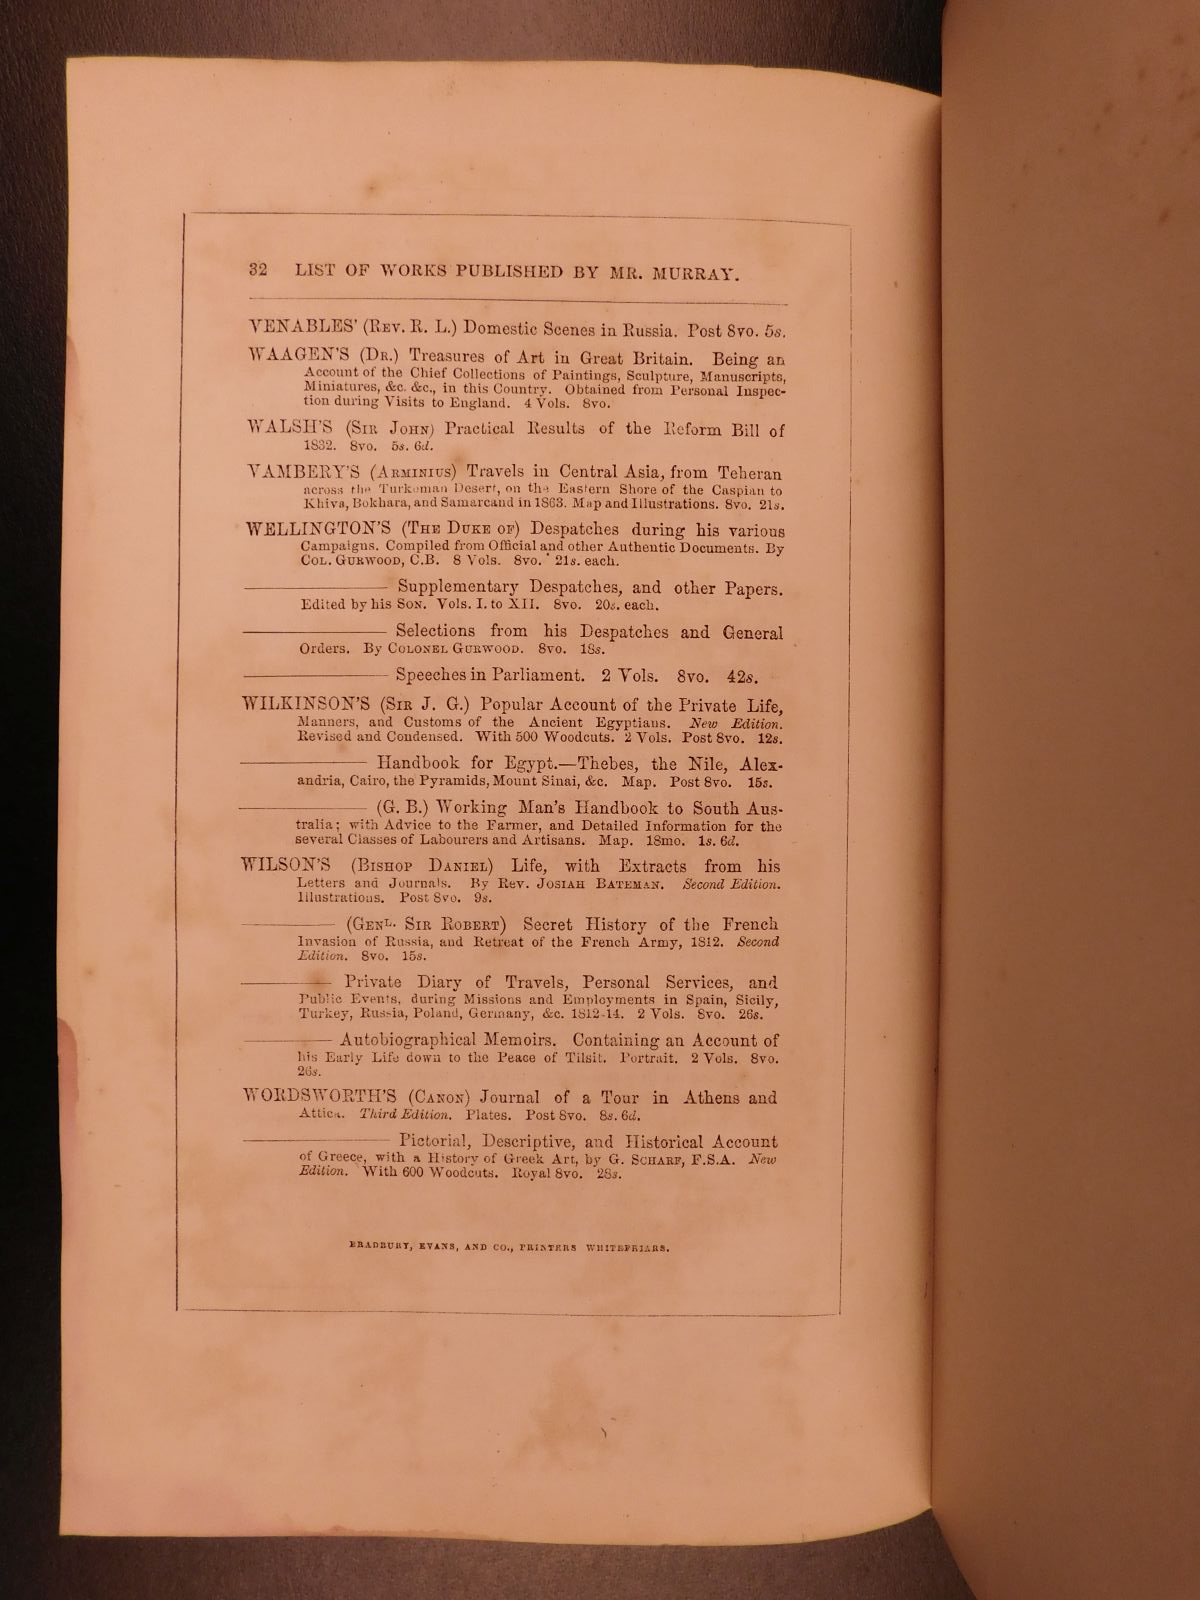 32 LIST OF WORKS PUBLISHED BY MR. MURRAY.
VENABLES' (REV. R. L.) Domestic Scenes in Russia. Post 8vo. 5s.
WAAGEN'S (DR.) Treasures of Art in Great Britain. Being an
Account of the Chief Collections of Paintings, Sculpture, Manuscripts,
Miniatures, &c. &c., in this Country. Obtained from Personal Inspec-
tion during Visits to England. 4 Vols. 8vo.
WALSH'S (SIR JOHN) Practical Results of the Reform Bill of
1832. 8vo. 5s. 6d.
VAMBERY'S (ARMINIUS) Travels in Central Asia, from Teheran
across the Turkoman Desert, on the Eastern Shore of the Caspian to
Khiva, Bokhara, and Samarcand in 1863. Map and Illustrations. 8vo. 21s.
WELLINGTON'S (THE DUKE OF) Despatches during his various
Campaigns. Compiled from Official and other Authentic Documents. By
COL. GURWOOD, C.B. 8 Vols. 8vo. 21s. each.
——— Supplementary Despatches, and other Papers.
Edited by his SON. Vols. I. to XII. 8vo. 20s. each.
——— Selections from his Despatches and General
Orders. By COLONEL GURWOOD. 8vo. 18s.
——— Speeches in Parliament. 2 Vols. 8vo. 42s.
WILKINSON'S (SIR J. G.) Popular Account of the Private Life,
Manners, and Customs of the Ancient Egyptians. New Edition.
Revised and Condensed. With 500 Woodcuts. 2 Vols. Post 8vo. 12s.
——— Handbook for Egypt.—Thebes, the Nile, Alex-
andria, Cairo, the Pyramids, Mount Sinai, &c. Map. Post 8vo. 15s.
——— (G. B.) Working Man's Handbook to South Aus-
tralia; with Advice to the Farmer, and Detailed Information for the
several Classes of Labourers and Artisans. Map. 18mo. 1s. 6d.
WILSON'S (BISHOP DANIEL) Life, with Extracts from his
Letters and Journals. By REV. JOSIAH BATEMAN. Second Edition.
Illustrations. Post 8vo. 9s.
——— (GENL. SIR ROBERT) Secret History of the French
Invasion of Russia, and Retreat of the French Army, 1812. Second
Edition. 8vo. 15s.
——— Private Diary of Travels, Personal Services, and
Public Events, during Missions and Employments in Spain, Sicily,
Turkey, Russia, Poland, Germany, &c. 1812-14. 2 Vols. 8vo. 26s.
——— Autobiographical Memoirs. Containing an Account of
his Early Life down to the Peace of Tilsit. Portrait. 2 Vols. 8vo.
26s.
WORDSWORTH'S (CANON) Journal of a Tour in Athens and
Attica. Third Edition. Plates. Post 8vo. 8s. 6d.
——— Pictorial, Descriptive, and Historical Account
of Greece, with a History of Greek Art, by G. SCHARF, F.S.A. New
Edition. With 600 Woodcuts. Royal 8vo. 28s.
BRADBURY, EVANS, AND CO., PRINTERS WHITEFRIARS.